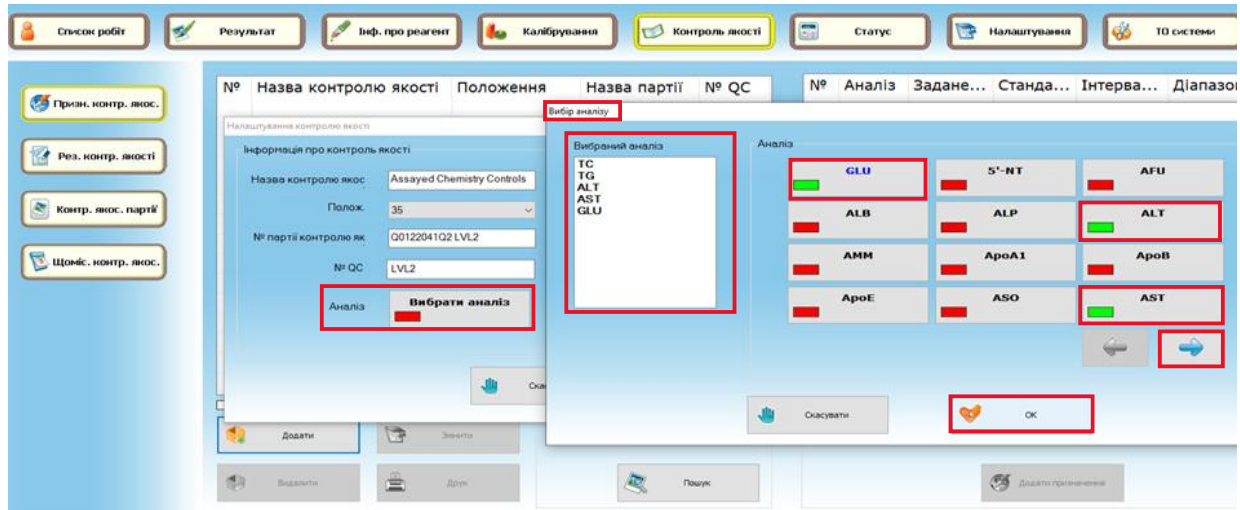 Список робіт
Результат
Інф. про реагент
Калібрування
Контроль якості
Статус
Налаштування
ТО системи
Призн. контр. якос.
Рез. контр. якості
Контр. якос. партії
Щоміс. контр. якос.
№ Назва контролю якості Положення Назва партії № QC
№ Аналіз Задане... Станда... Інтерва... Діапазо
Налаштування контролю якості
Інформація про контроль якості
Назва контролю якос Assayed Chemistry Controls
Полож. 35
№ партії контролю як Q0122041Q2 LVL2
№ QC LVL2
Аналіз Вибрати аналіз
Вибір аналізу
Вибраний аналіз
TC
TG
ALT
AST
GLU
Аналіз
GLU 5'-NT AFU
ALB ALP ALT
AMM ApoA1 ApoB
ApoE ASO AST
Скасувати
OK
Додати
Змінити
Видалити
Друк
Пошук
Додати призначення